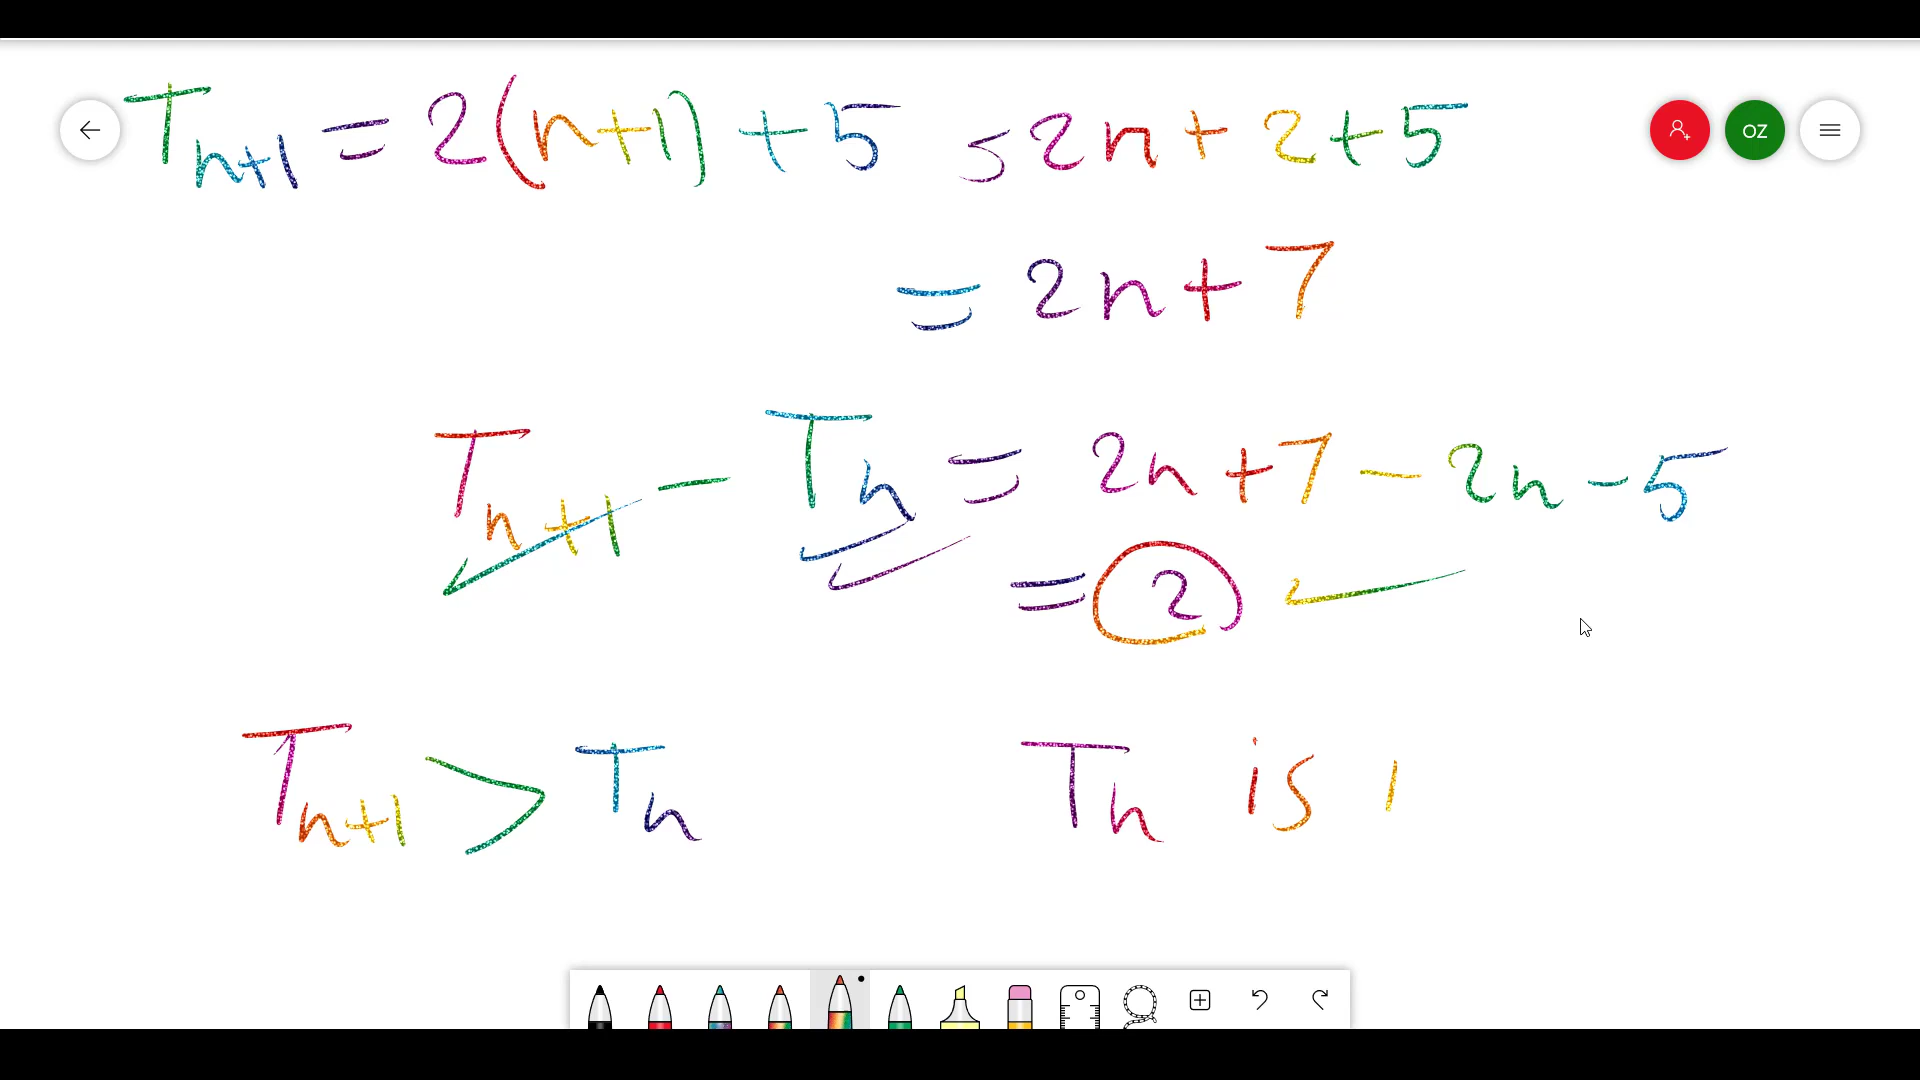 OZ
Tn+1 = 2(n+1) + 5 = 2n + 2 + 5
= 2n + 7
Tn+1 - Tn = 2n + 7 - 2n - 5
= 2
Tn+1 > Tn
Tn is